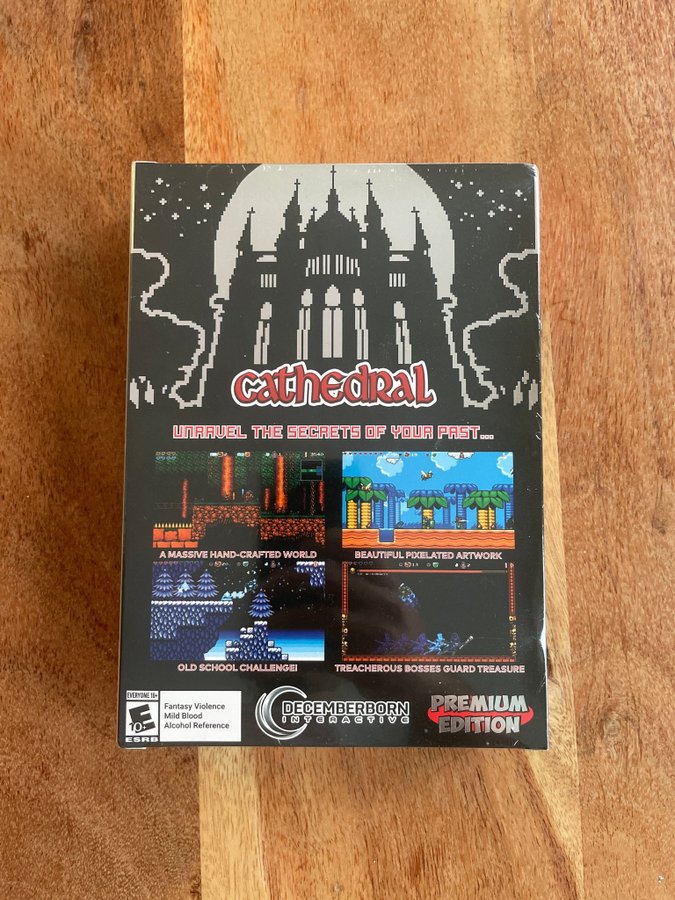 Cathedral
UNRAVEL THE SECRETS OF YOUR PAST...
A MASSIVE HAND-CRAFTED WORLD
BEAUTIFUL PIXELATED ARTWORK
OLD SCHOOL CHALLENGE!
TREACHEROUS BOSSES GUARD TREASURE
EVERYONE 10+
E
10+
ESRB
Fantasy Violence
Mild Blood
Alcohol Reference
DECEMBERBORN
INTERACTIVE
PREMIUM
EDITION